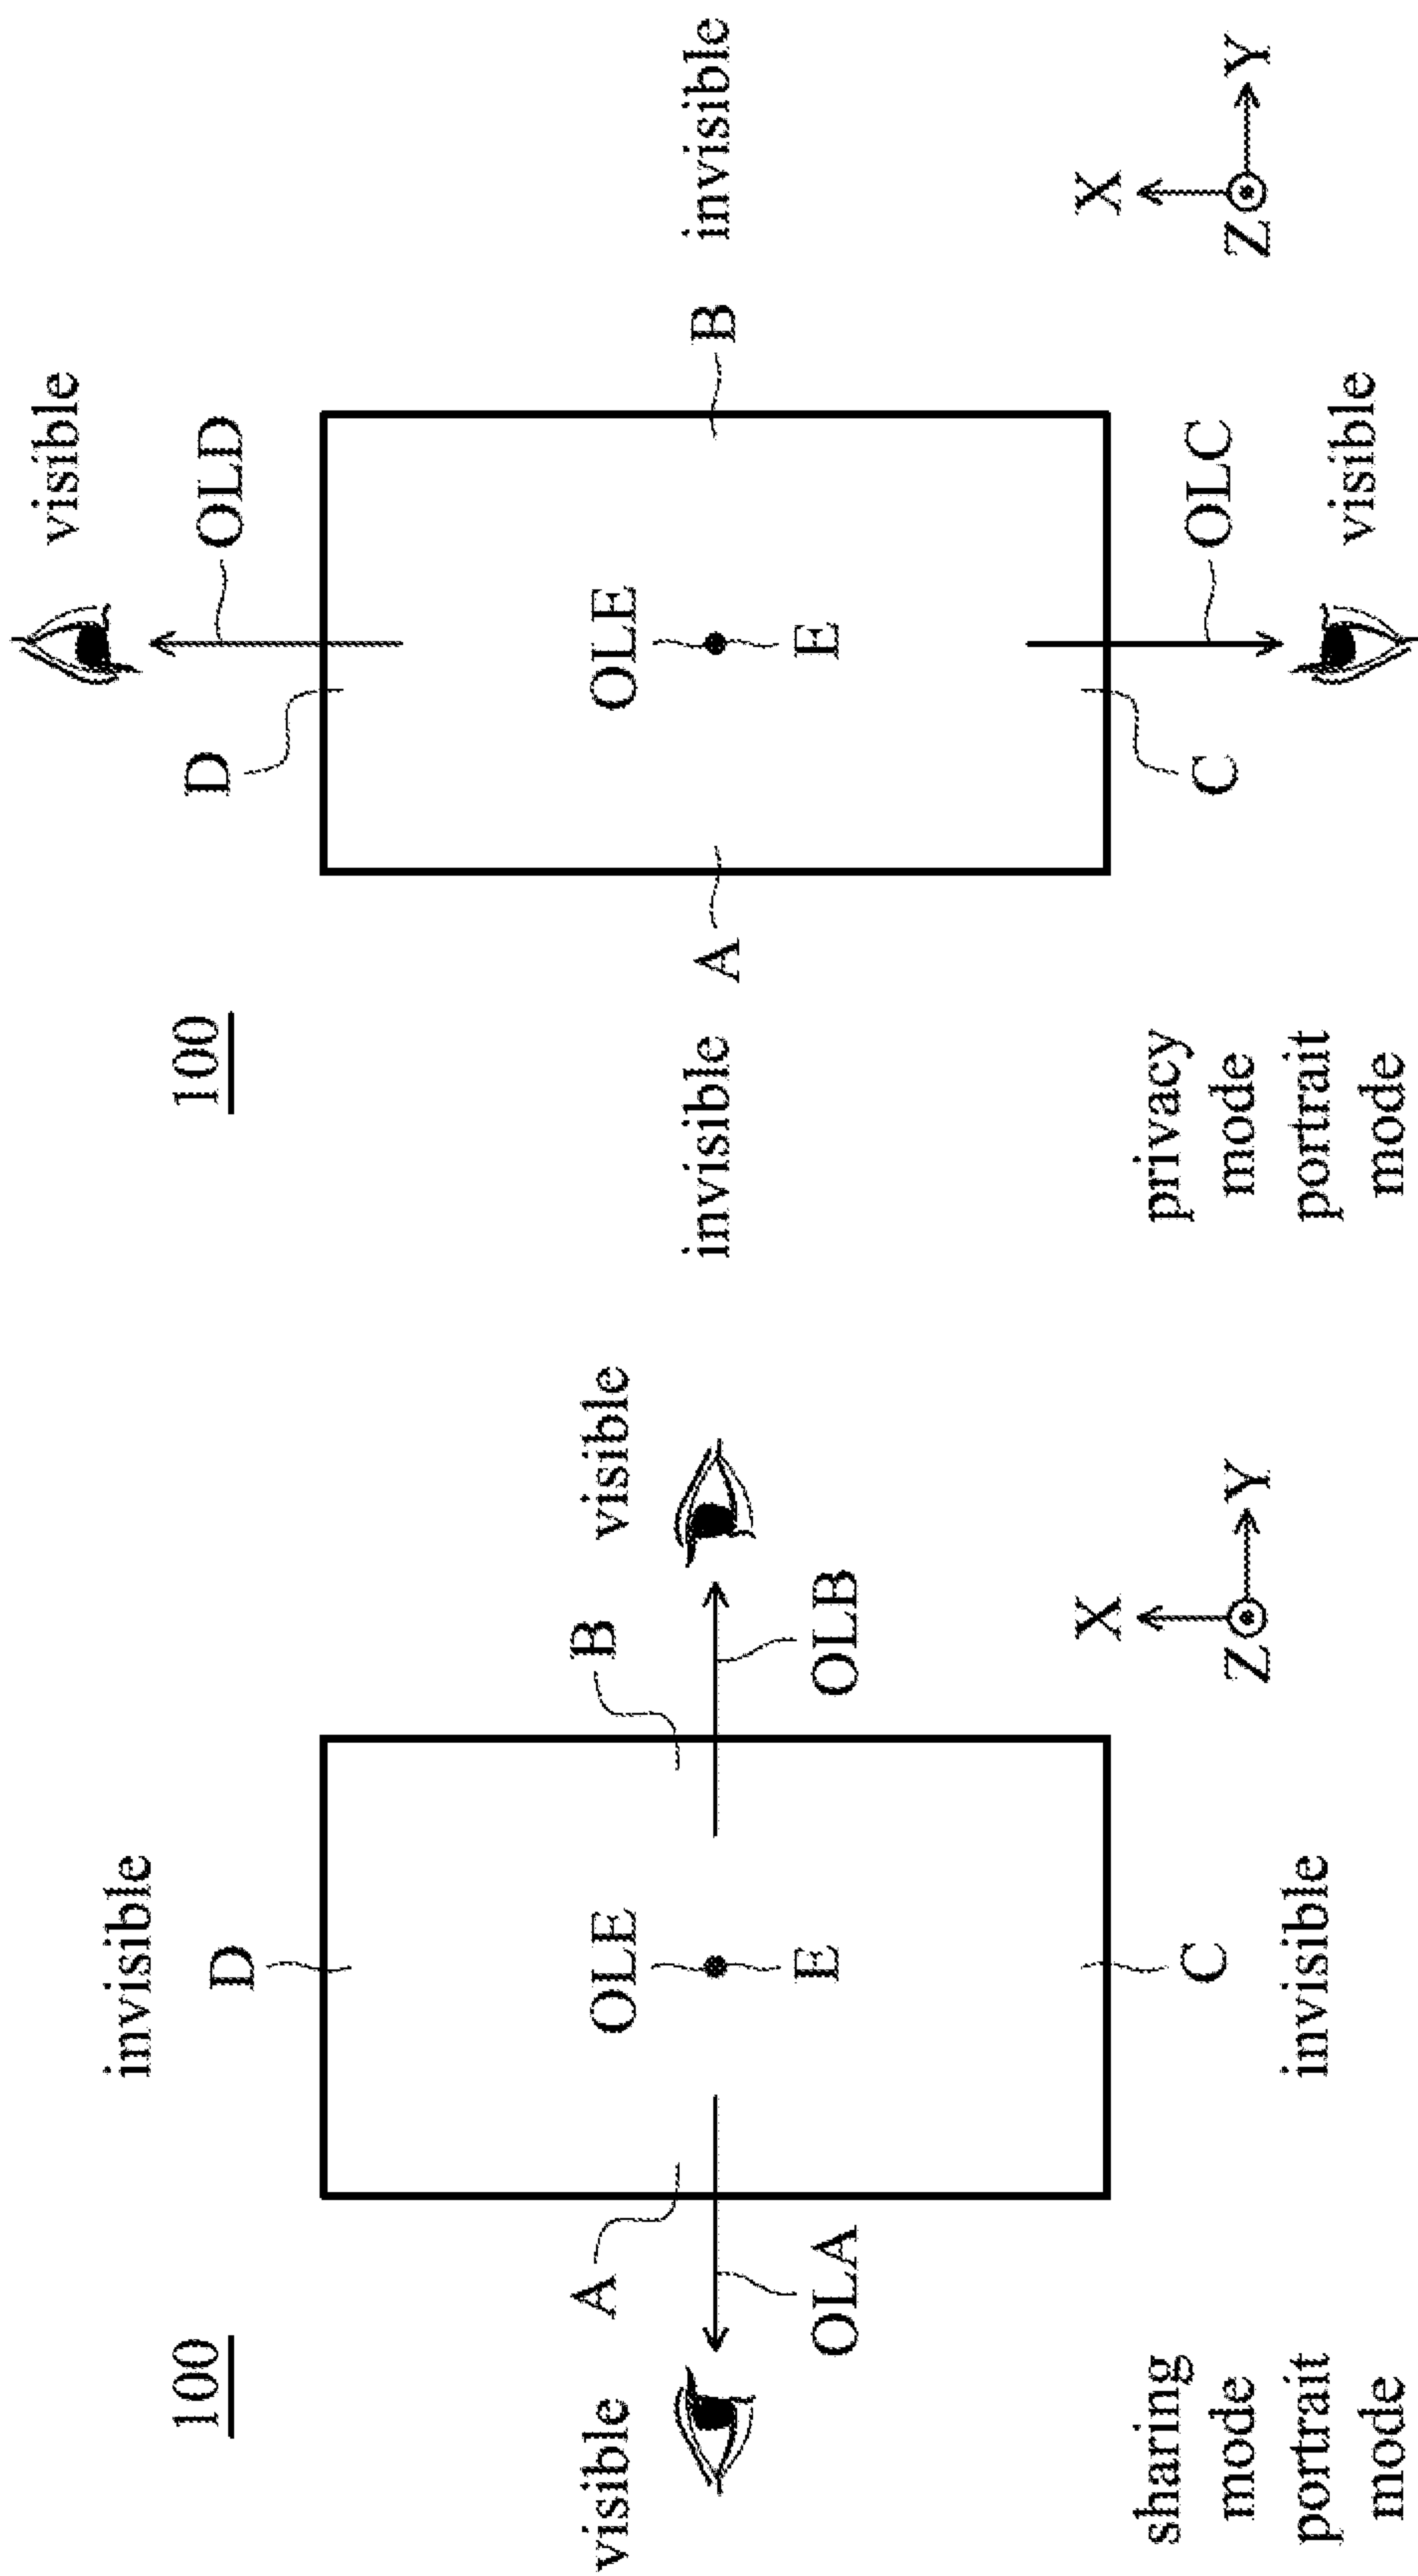 100
invisible
D
visible
A
OLE
B
visible
OLA
E
OLB
C
invisible
sharing
mode
portrait
mode
X
Z
Y
100
visible
D
OLD
OLE
invisible
A
E
B
invisible
C
OLC
visible
privacy
mode
portrait
mode
X
Z
Y